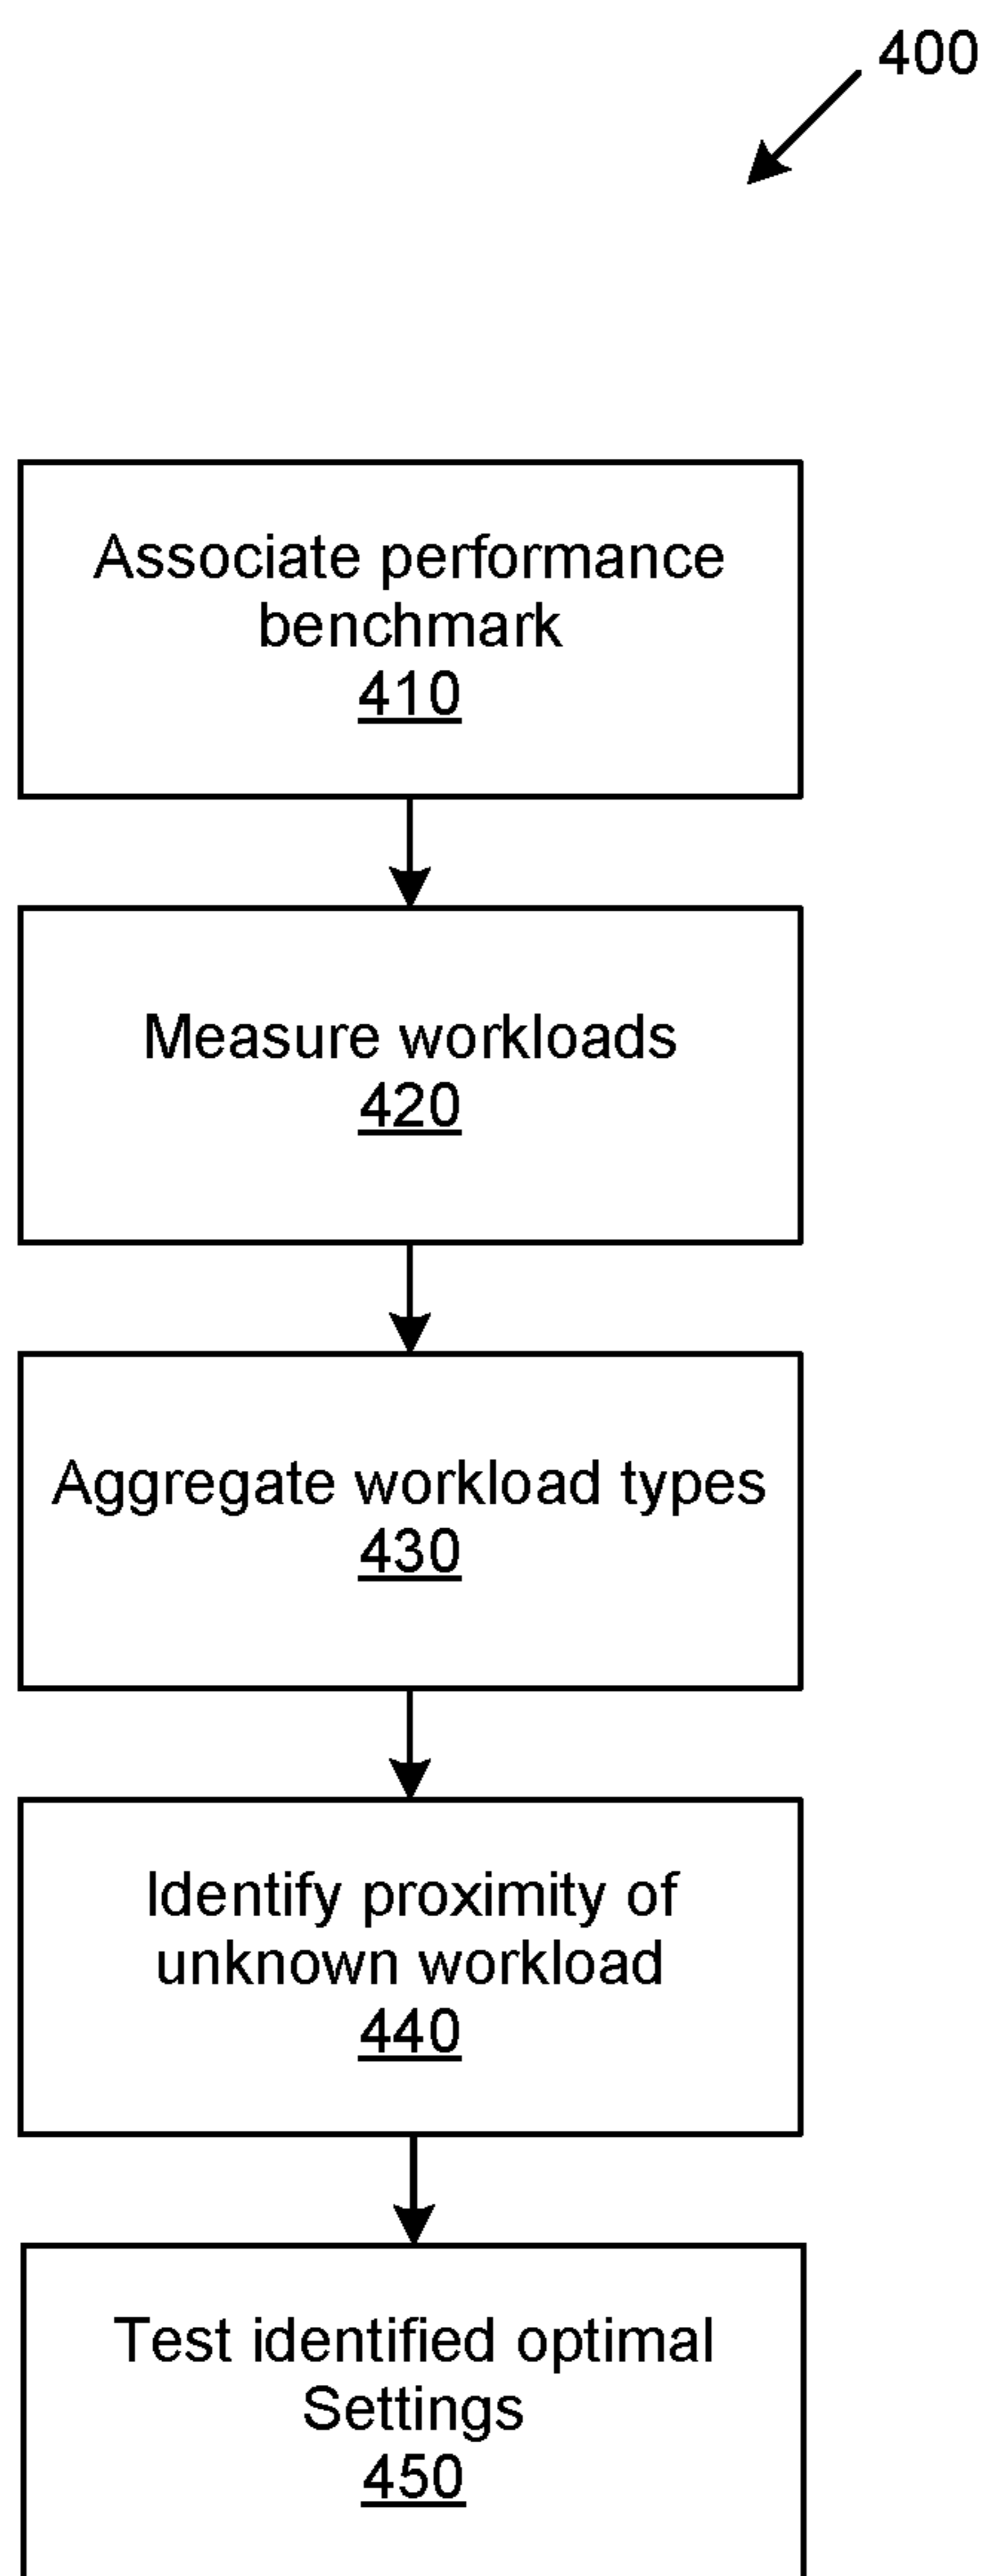 400
Associate performance
benchmark
410
Measure workloads
420
Aggregate workload types
430
Identify proximity of
unknown workload
440
Test identified optimal
Settings
450